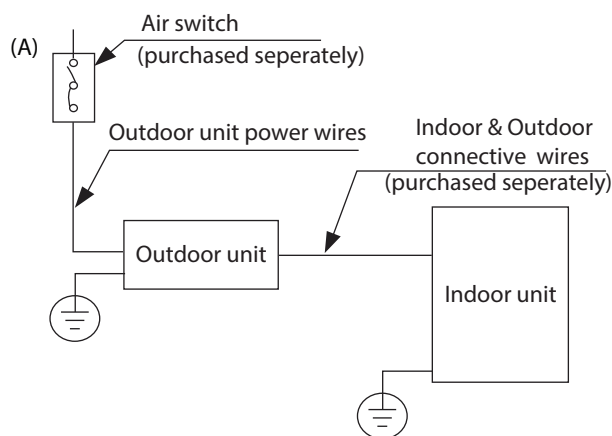 (A)
Air switch
(purchased seperately)
Outdoor unit power wires
Indoor & Outdoor
connective wires
(purchased seperately)
Outdoor unit
Indoor unit